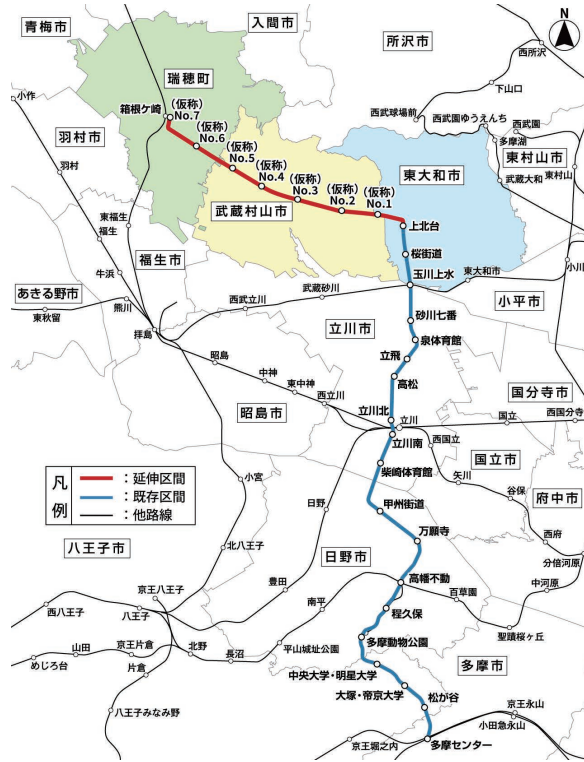 N
青梅市
入間市
所沢市
西所沢
瑞穂町
下山口
小作
箱根ケ崎
(仮称)
No.7
西武球場前
西武園ゆうえんち
西武園
多摩湖
羽村市
(仮称)
No.6
東村山市
(仮称)
No.5
東大和市
東村山
羽村
(仮称)
No.4
武蔵大和
(仮称)
No.3
(仮称)
No.2
(仮称)
No.1
武蔵村山市
上北台
東福生
福生
桜街道
福生市
玉川上水
東大和市
小川
牛浜
あきる野市
武蔵砂川
西武立川
小平市
熊川
東秋留
拝島
立川市
砂川七番
泉体育館
昭島
立飛
中神
高松
東中神
国分寺市
西立川
昭島市
立川北
立川
国立
西国分寺
立川南
西国立
国立市
凡例
:延伸区間
:既存区間
:他路線
小宮
柴崎体育館
矢川
谷保
府中市
日野
甲州街道
八王子市
北八王子
万願寺
西府
分倍河原
日野市
京王八王子
豊田
高幡不動
中河原
西八王子
八王子
南平
百草園
程久保
聖蹟桜ヶ丘
山田
京王片倉
北野
平山城址公園
多摩動物公園
めじろ台
片倉
長沼
多摩市
中央大学・明星大学
大塚・帝京大学
松が谷
八王子みなみ野
京王永山
小田急永山
京王堀之内
多摩センター